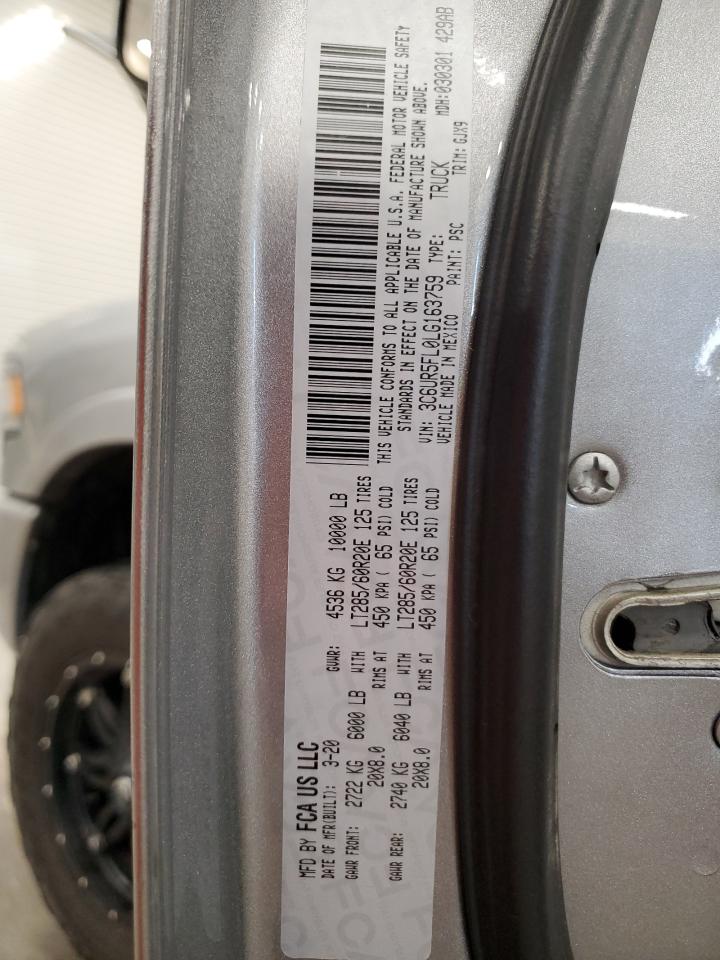 MFD BY FCA US LLC
DATE OF MFR(BUILT): 3-20 GVWR: 4536 KG 10000 LB
GAWR FRONT: 2722 KG 6000 LB WITH LT285/60R20E 125 TIRES
20X8.0 RIMS AT 450 KPA ( 65 PSI) COLD
GAWR REAR: 2740 KG 6040 LB WITH LT285/60R20E 125 TIRES
20X8.0 RIMS AT 450 KPA ( 65 PSI) COLD
THIS VEHICLE CONFORMS TO ALL APPLICABLE U.S.A. FEDERAL MOTOR VEHICLE SAFETY
STANDARDS IN EFFECT ON THE DATE OF MANUFACTURE SHOWN ABOVE.
VIN: 3C6UR5FL0LG163759 TYPE: TRUCK MDH:030301 429AB
VEHICLE MADE IN MEXICO PAINT: PSC TRIM: GJX9